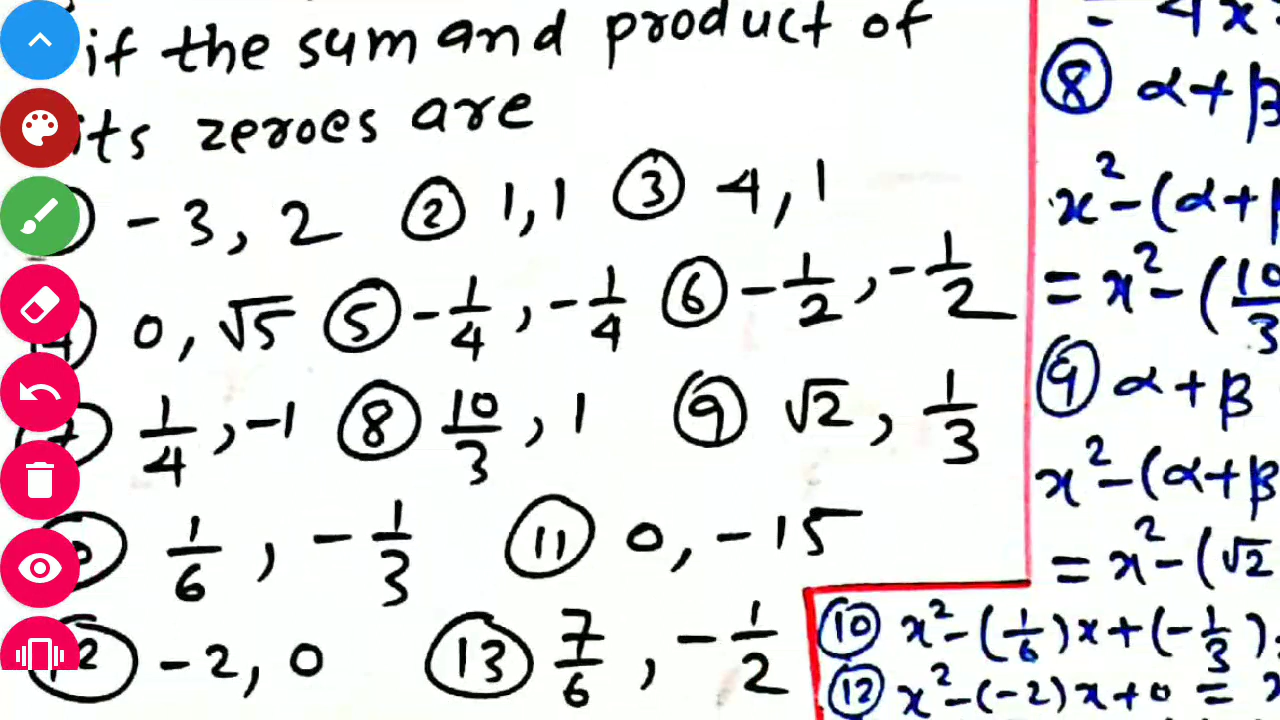 if the sum and product of
its zeroes are
- 3, 2 ② 1, 1 ③ 4, 1
0, √5 ⑤ -1/4, -1/4 ⑥ -1/2, -1/2
1/4, -1 ⑧ 10/3, 1 ⑨ √2, 1/3
1/6, -1/3 ⑪ 0, -15
-2, 0 ⑬ 7/6, -1/2
= 4x
⑧ α+β
x²-(α+β
= x²-(10/3
⑨ α+β
x²-(α+β
= x²-(√2
⑩ x²-(1/6)x+(-1/3)
⑫ x²-(-2)x+0 =